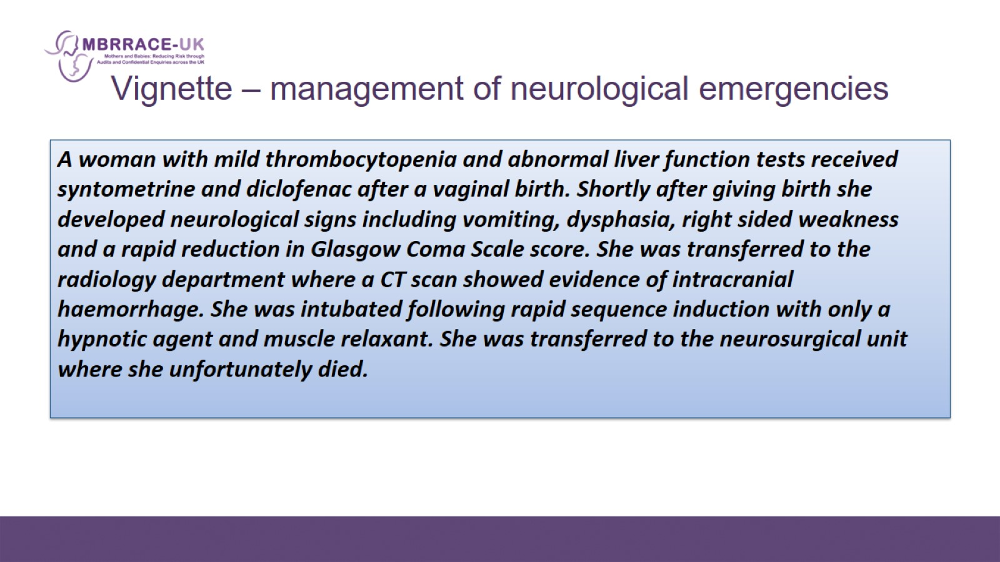 MBRRACE-UK
Mothers and Babies: Reducing Risk through
Audits and Confidential Enquiries across the UK
Vignette – management of neurological emergencies
A woman with mild thrombocytopenia and abnormal liver function tests received
syntometrine and diclofenac after a vaginal birth. Shortly after giving birth she
developed neurological signs including vomiting, dysphasia, right sided weakness
and a rapid reduction in Glasgow Coma Scale score. She was transferred to the
radiology department where a CT scan showed evidence of intracranial
haemorrhage. She was intubated following rapid sequence induction with only a
hypnotic agent and muscle relaxant. She was transferred to the neurosurgical unit
where she unfortunately died.